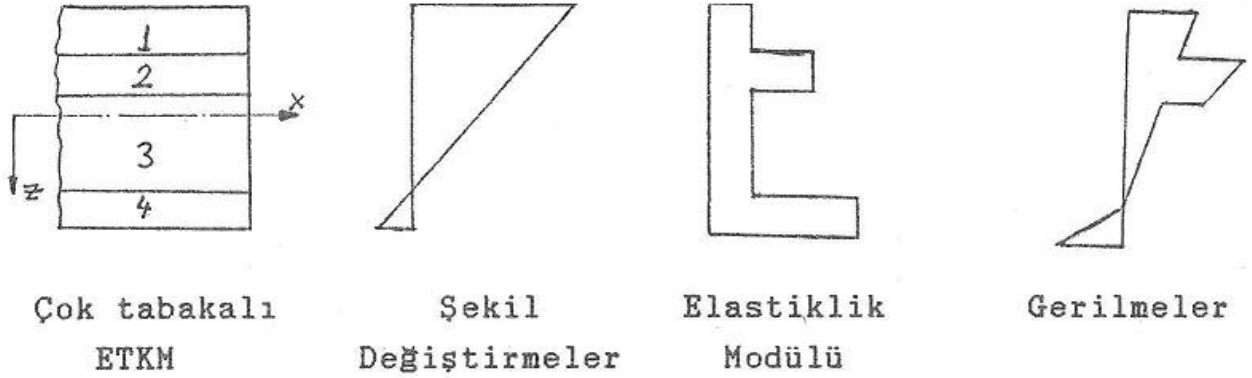 1
2
x
3
z
4
Çok tabakalı
ETKM
Şekil
Değiştirmeler
Elastiklik
Modülü
Gerilmeler